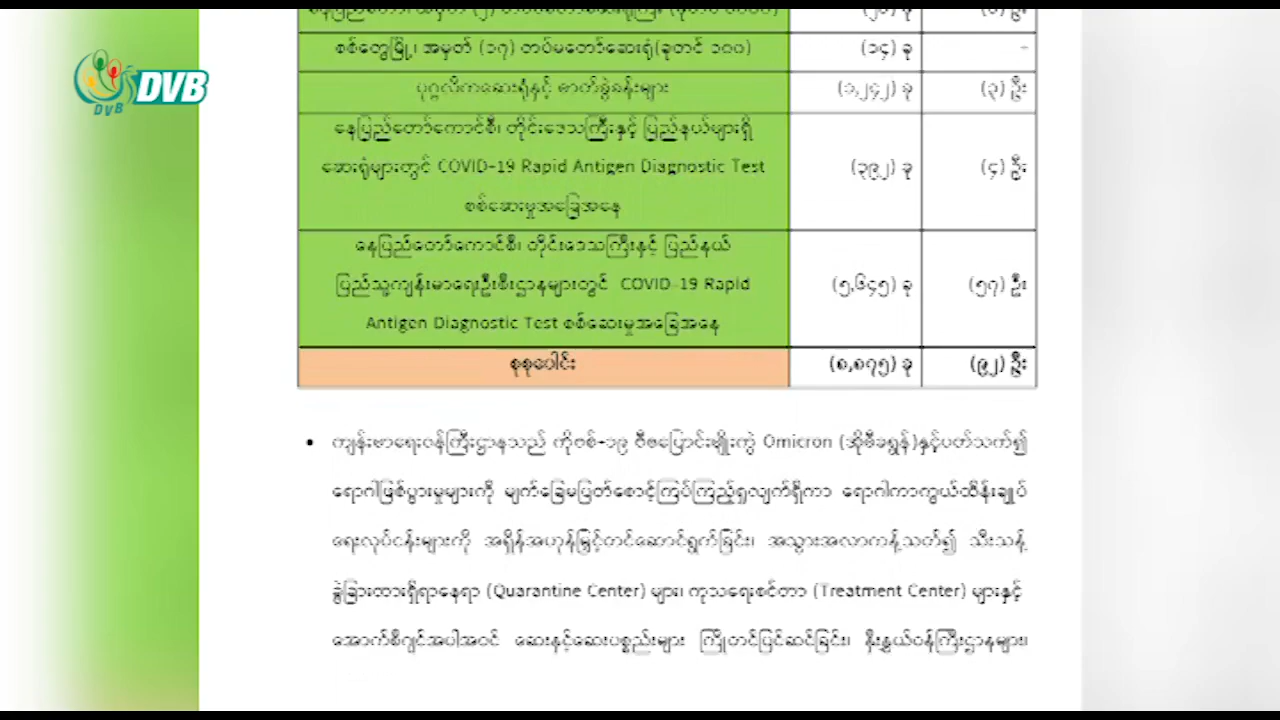 DVB
DVB
စစ်တွေမြို့၊ အမှတ် (၁၇) တပ်မတော်ဆေးရုံ(ခုတင် ၁၀၀)
(၁၄) ခု
-
ပုဂ္ဂလိကဆေးရုံနှင့် ဓာတ်ခွဲခန်းများ
(၁,၂၄၂) ခု
(၃) ဦး
နေပြည်တော်ကောင်စီ၊ တိုင်းဒေသကြီးနှင့် ပြည်နယ်များရှိ
ဆေးရုံများတွင် COVID-19 Rapid Antigen Diagnostic Test
စစ်ဆေးမှုအခြေအနေ
(၃၉၂) ခု
(၄) ဦး
နေပြည်တော်ကောင်စီ၊ တိုင်းဒေသကြီးနှင့် ပြည်နယ်
ပြည်သူ့ကျန်းမာရေးဦးစီးဌာနများတွင် COVID-19 Rapid
Antigen Diagnostic Test စစ်ဆေးမှုအခြေအနေ
(၅,၆၄၅) ခု
(၅၇) ဦး
စုစုပေါင်း
(၈,၈၇၅) ခု
(၉၂) ဦး
• ကျန်းမာရေးဝန်ကြီးဌာနသည် ကိုဗစ်-၁၉ ဗီဇပြောင်းမျိုးကွဲ Omicron (အိုမီခရွန်)နှင့်ပတ်သက်၍
ရောဂါဖြစ်ပွားမှုများကို မျက်ခြေမပြတ်စောင့်ကြပ်ကြည့်ရှုလျက်ရှိကာ ရောဂါကာကွယ်ထိန်းချုပ်
ရေးလုပ်ငန်းများကို အရှိန်အဟုန်မြှင့်တင်ဆောင်ရွက်ခြင်း၊ အသွားအလာကန့်သတ်၍ သီးသန့်
ခွဲခြားထားရှိရာနေရာ (Quarantine Center) များ၊ ကုသရေးစင်တာ (Treatment Center) များနှင့်
အောက်စီဂျင်အပါအဝင် ဆေးနှင့်ဆေးပစ္စည်းများ ကြိုတင်ပြင်ဆင်ခြင်း၊ နှီးနွှယ်ဝန်ကြီးဌာနများ၊